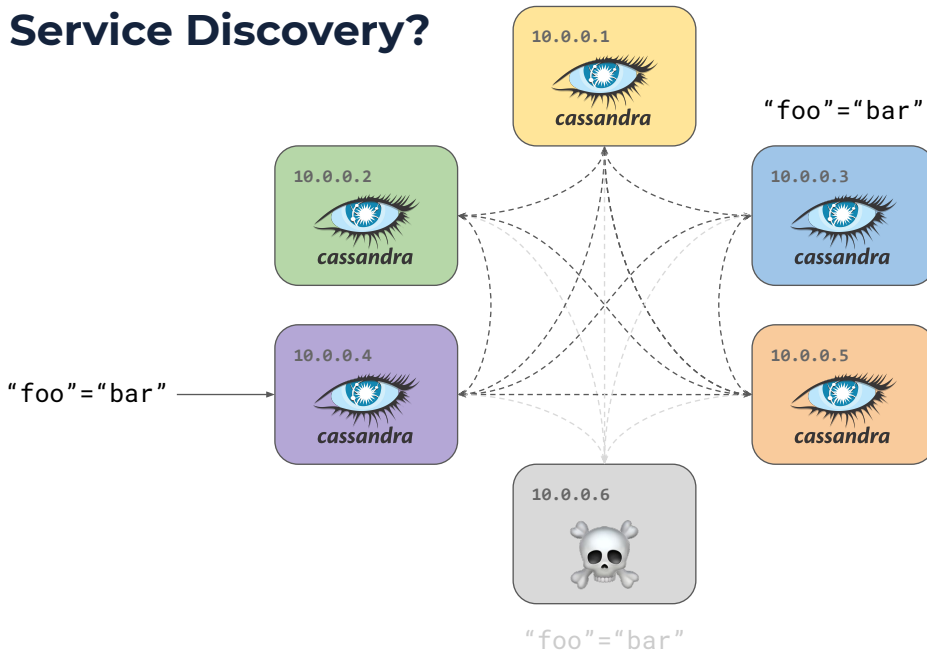 Service Discovery?
10.0.0.1
cassandra
“foo”=“bar”
10.0.0.2
cassandra
10.0.0.3
cassandra
10.0.0.4
cassandra
10.0.0.5
cassandra
“foo”=“bar”
10.0.0.6
“foo”=“bar”